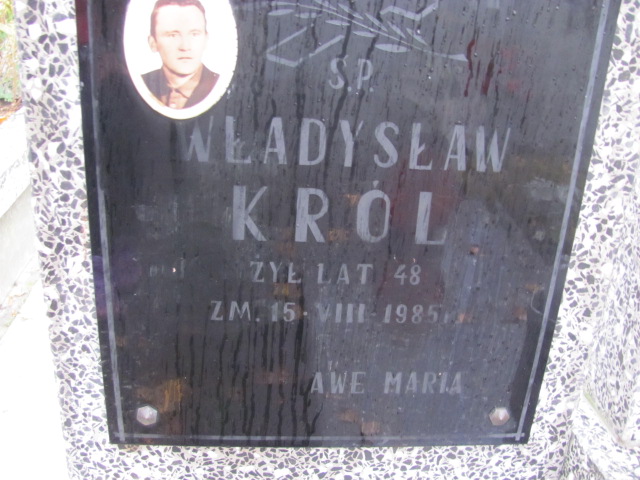 Ś.P.
WŁADYSŁAW
KRÓL
ŻYŁ LAT 48
ZM. 15-VIII-1985 r.
AWE MARIA